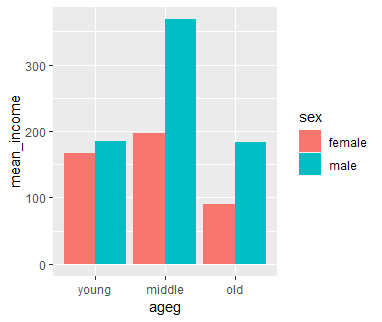 mean_income
300
200
100
0
young middle old
ageg
sex
female
male